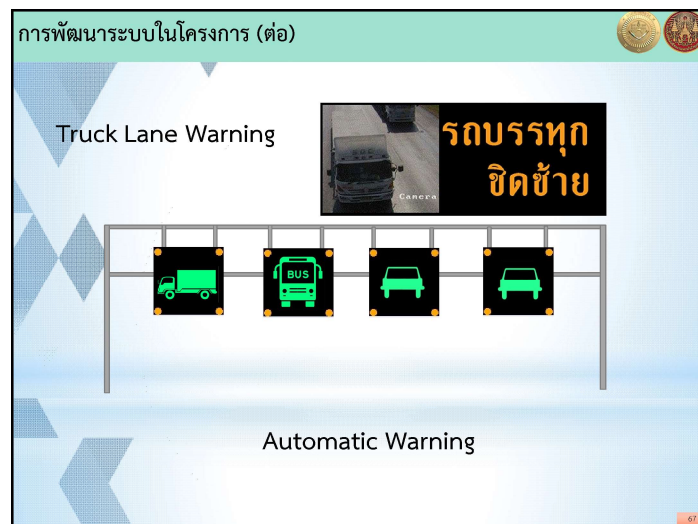 การพัฒนาระบบในโครงการ (ต่อ)
Truck Lane Warning
รถบรรทุก
ชิดซ้าย
Camera
BUS
Automatic Warning
67